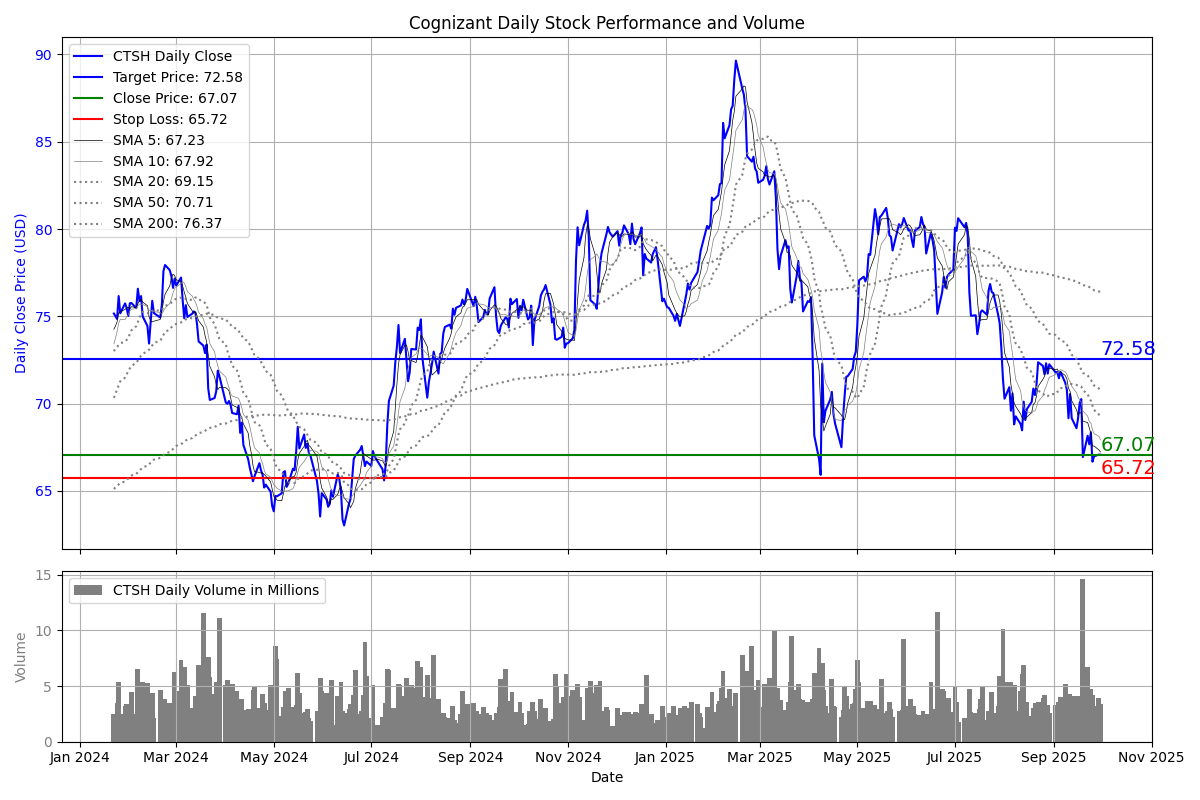 Cognizant Daily Stock Performance and Volume
90
85
80
75
70
65
Daily Close Price (USD)
CTSH Daily Close
Target Price: 72.58
Close Price: 67.07
Stop Loss: 65.72
SMA 5: 67.23
SMA 10: 67.92
SMA 20: 69.15
SMA 50: 70.71
SMA 200: 76.37
72.58
67.07
65.72
15
10
5
0
Volume
CTSH Daily Volume in Millions
Jan 2024 Mar 2024 May 2024 Jul 2024 Sep 2024 Nov 2024 Jan 2025 Mar 2025 May 2025 Jul 2025 Sep 2025 Nov 2025
Date